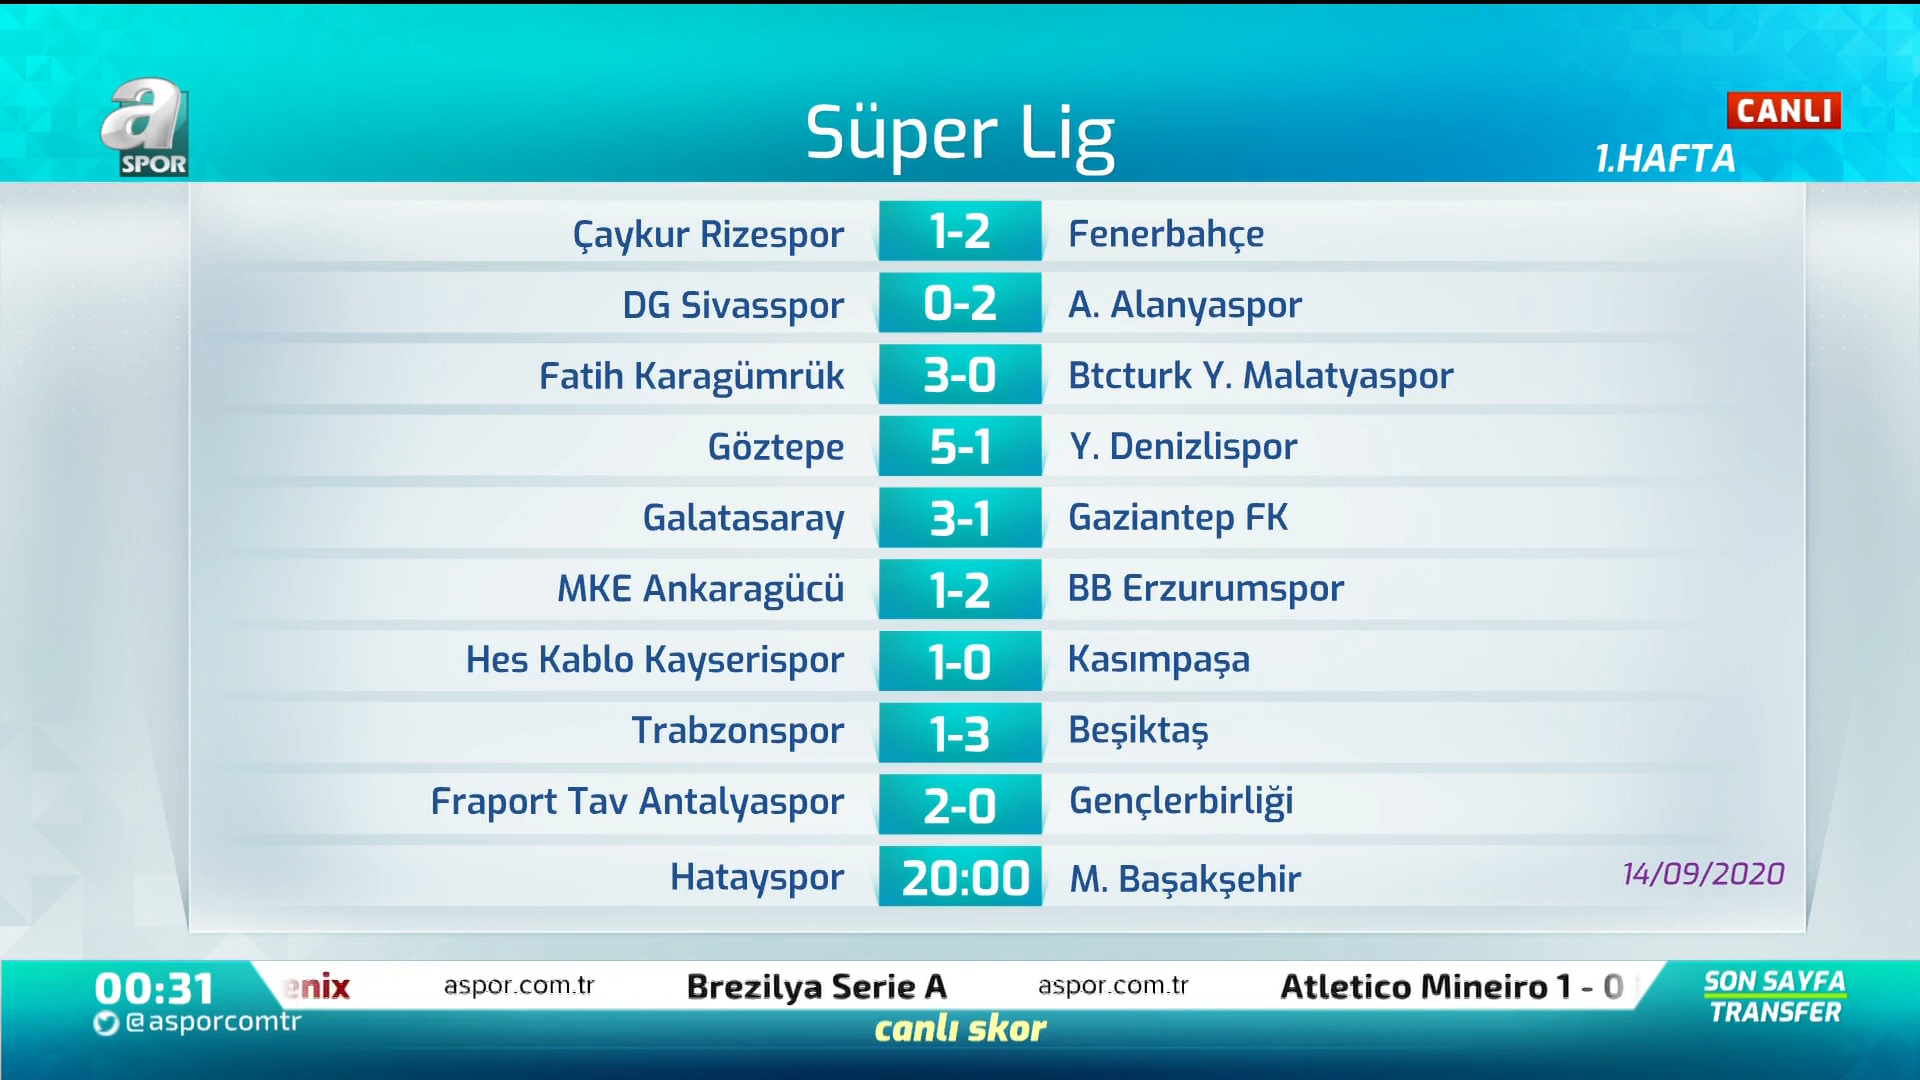 a
SPOR
Süper Lig
CANLI
1.HAFTA
Çaykur Rizespor 1-2 Fenerbahçe
DG Sivasspor 0-2 A. Alanyaspor
Fatih Karagümrük 3-0 Btcturk Y. Malatyaspor
Göztepe 5-1 Y. Denizlispor
Galatasaray 3-1 Gaziantep FK
MKE Ankaragücü 1-2 BB Erzurumspor
Hes Kablo Kayserispor 1-0 Kasımpaşa
Trabzonspor 1-3 Beşiktaş
Fraport Tav Antalyaspor 2-0 Gençlerbirliği
Hatayspor 20:00 M. Başakşehir 14/09/2020
00:31 enix aspor.com.tr Brezilya Serie A aspor.com.tr Atletico Mineiro 1 - 0
@asporcomtr
canlı skor
SON SAYFA
TRANSFER